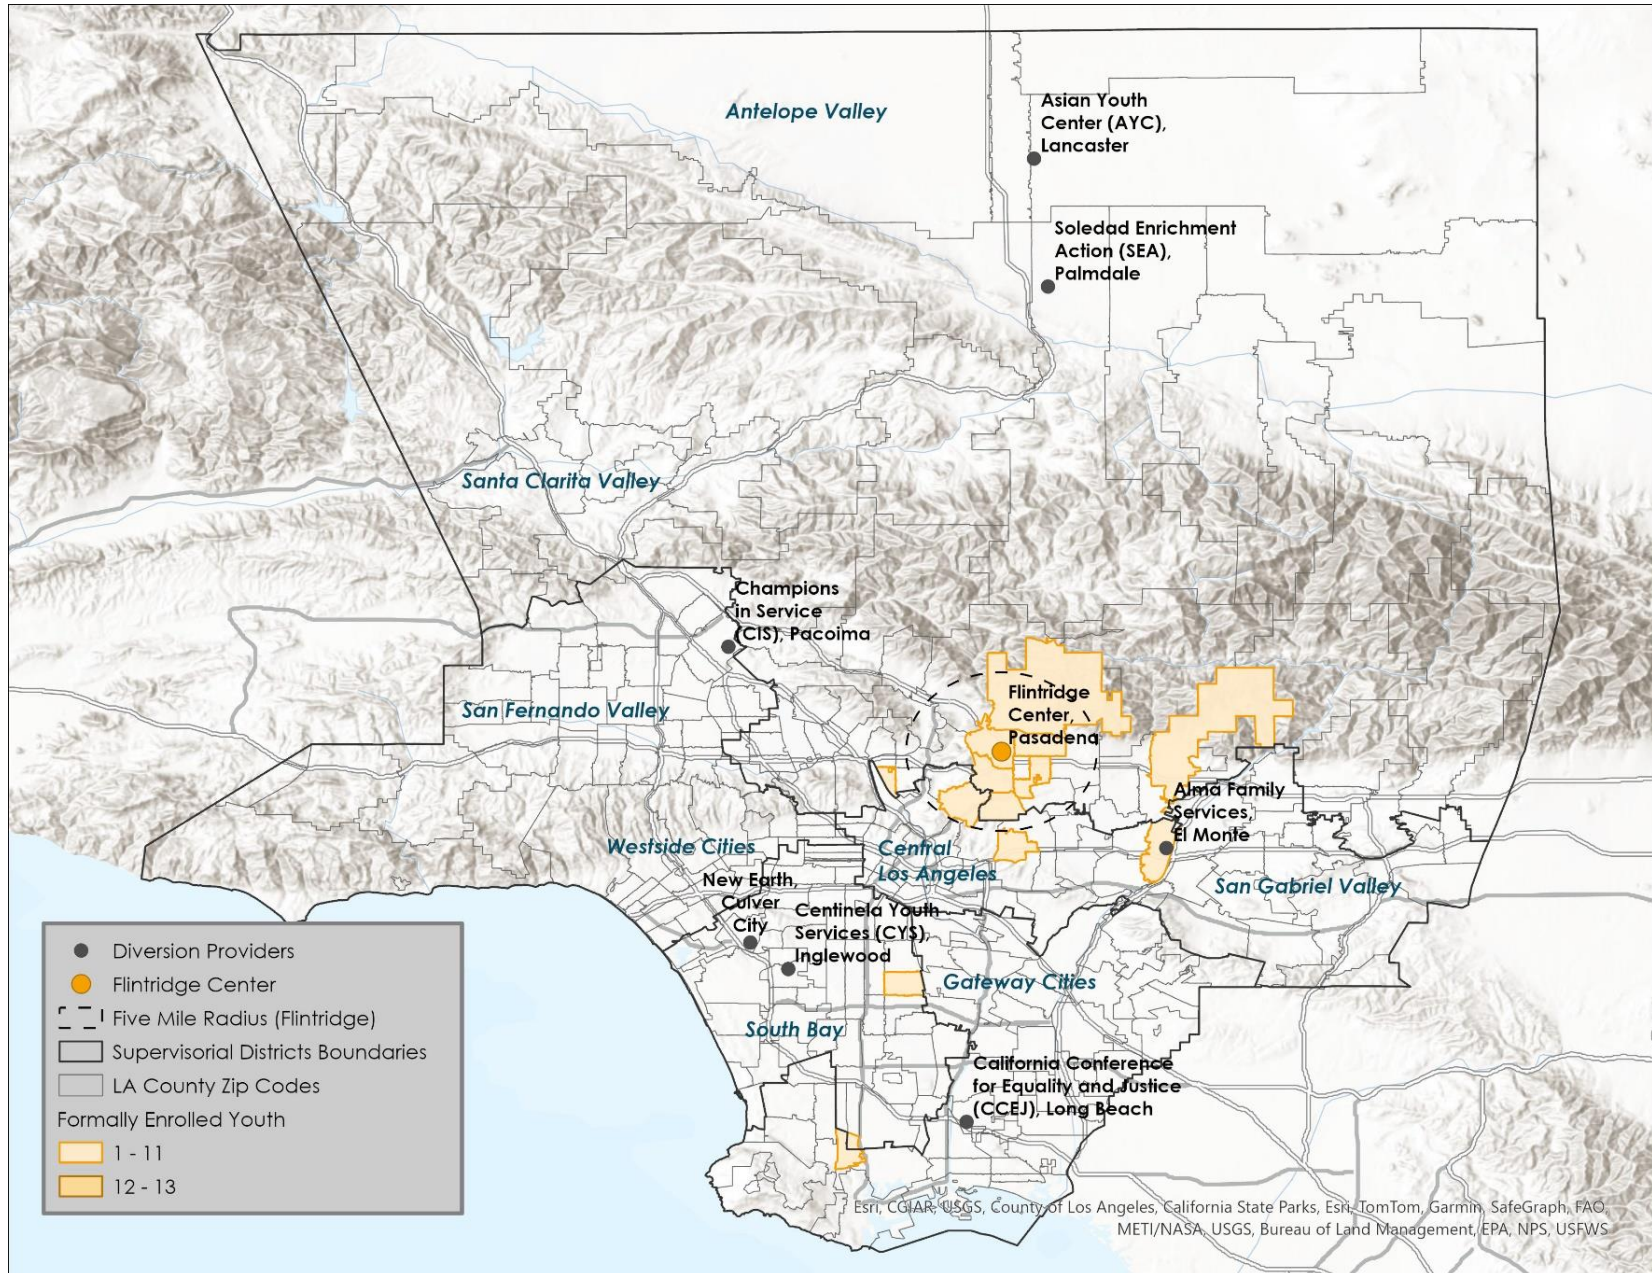 Antelope Valley
Asian Youth
Center (AYC),
Lancaster
Soledad Enrichment
Action (SEA),
Palmdale
Santa Clarita Valley
Champions
in Service
(CIS), Pacoima
San Fernando Valley
Flintridge
Center,
Pasadena
Alma Family
Services,
El Monte
Westside Cities
Central
Los Angeles
San Gabriel Valley
New Earth,
Culver
City
Centinela Youth
Services (CYS),
Inglewood
Gateway Cities
South Bay
California Conference
for Equality and Justice
(CCEJ), Long Beach
Diversion Providers
Flintridge Center
Five Mile Radius (Flintridge)
Supervisorial Districts Boundaries
LA County Zip Codes
Formally Enrolled Youth
1 - 11
12 - 13
Esri, CGIAR, USGS, County of Los Angeles, California State Parks, Esri, TomTom, Garmin, SafeGraph, FAO,
METI/NASA, USGS, Bureau of Land Management, EPA, NPS, USFWS